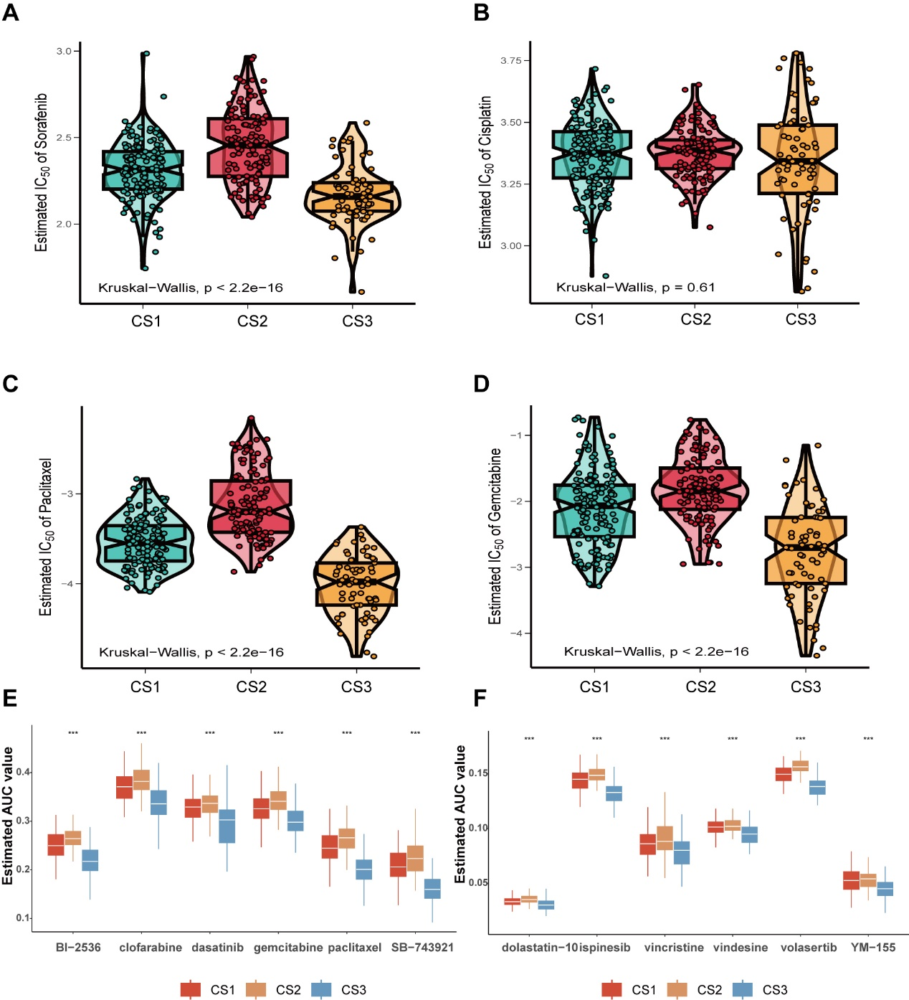 A
Estimated IC50 of Sorafenib
3.0
2.5
2.0
Kruskal−Wallis, p < 2.2e−16
CS1 CS2 CS3
B
Estimated IC50 of Cisplatin
3.75
3.50
3.25
3.00
Kruskal−Wallis, p = 0.61
CS1 CS2 CS3
C
Estimated IC50 of Paclitaxel
−3
−4
Kruskal−Wallis, p < 2.2e−16
CS1 CS2 CS3
D
Estimated IC50 of Gemcitabine
−1
−2
−3
−4
Kruskal−Wallis, p < 2.2e−16
CS1 CS2 CS3
E
Estimated AUC value
*** *** *** *** *** ***
0.4
0.3
0.2
0.1
BI−2536 clofarabine dasatinib gemcitabine paclitaxel SB−743921
CS1 CS2 CS3
F
Estimated AUC value
*** *** *** *** *** ***
0.15
0.10
0.05
dolastatin−10 ispinesib vincristine vindesine volasertib YM−155
CS1 CS2 CS3